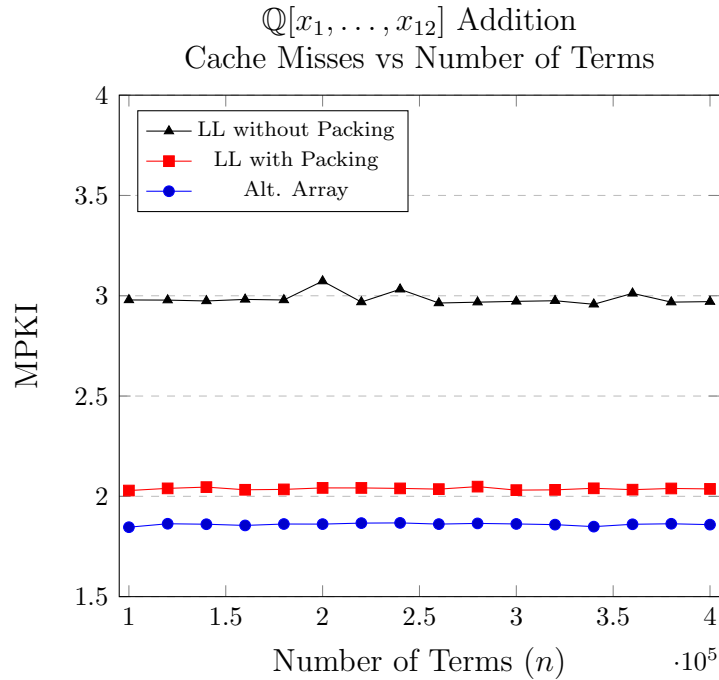 ℚ[x₁, . . . , x₁₂] Addition
Cache Misses vs Number of Terms
4
3.5
3
2.5
2
1.5
MPKI
LL without Packing
LL with Packing
Alt. Array
1 1.5 2 2.5 3 3.5 4
Number of Terms (n) ·10⁵